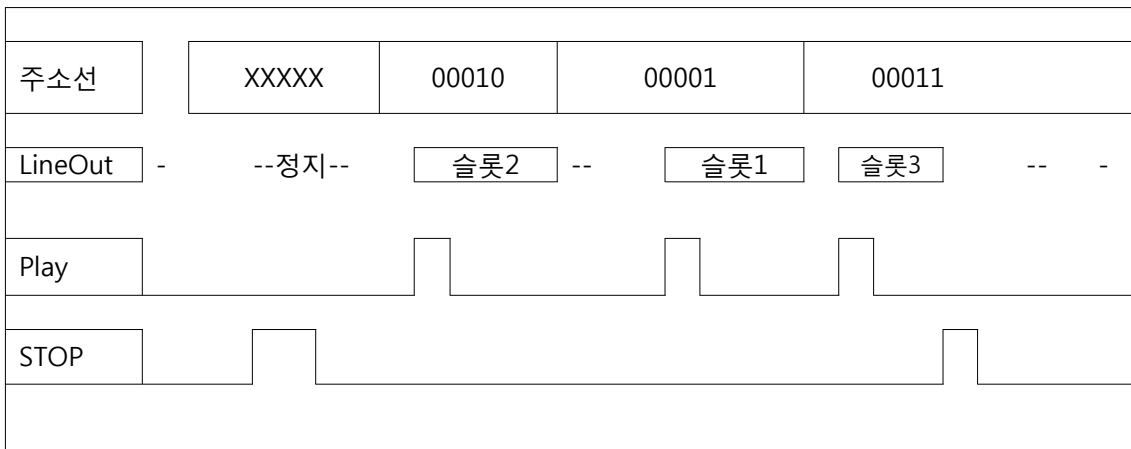 주소선 XXXXX 00010 00001 00011
LineOut - --정지-- 슬롯2 -- 슬롯1 슬롯3 -- -
Play
STOP